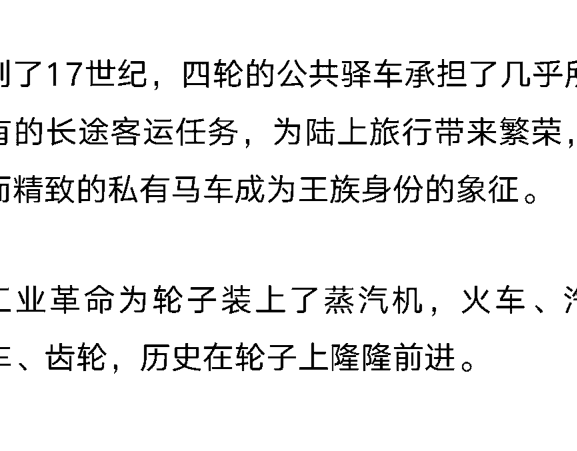 到了17世纪，四轮的公共驿车承担了几乎所
有的长途客运任务，为陆上旅行带来繁荣，
而精致的私有马车成为王族身份的象征。
工业革命为轮子装上了蒸汽机，火车、汽
车、齿轮，历史在轮子上隆隆前进。